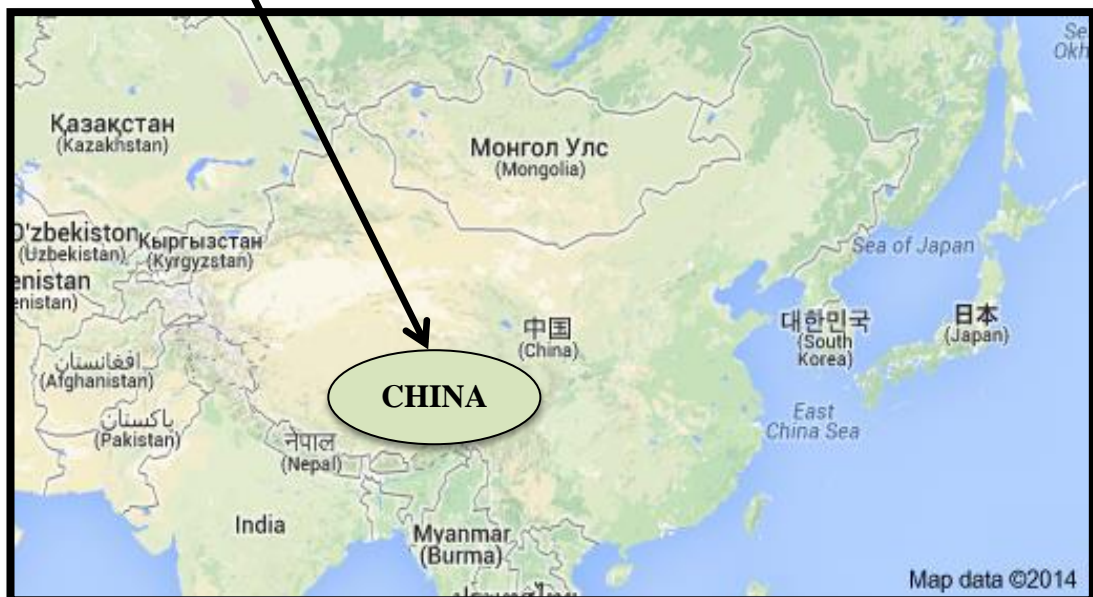 Se
Okh
Қазақстан
(Kazakhstan)
Монгол Улс
(Mongolia)
O'zbekiston
(Uzbekistan)
Кыргызстан
(Kyrgyzstan)
enistan
enistan)
Sea of Japan
中国
(China)
대한민국
(South
Korea)
日本
(Japan)
افغانستان
(Afghanistan)
CHINA
پاکستان
(Pakistan)
East
China Sea
नेपाल
(Nepal)
India
Myanmar
(Burma)
Map data ©2014